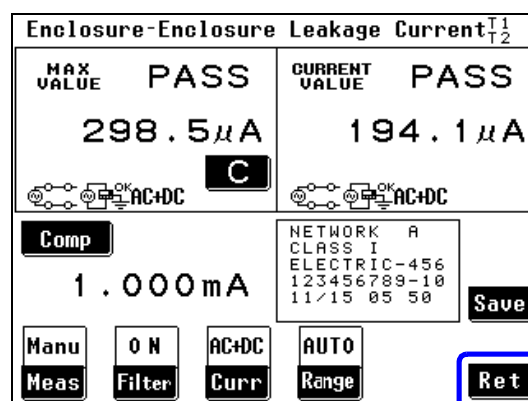 Enclosure-Enclosure Leakage Current T1 T2
MAX VALUE PASS
298.5μA
C
OK AC+DC
CURRENT VALUE PASS
194.1μA
OK AC+DC
Comp
1.000mA
NETWORK A
CLASS I
ELECTRIC-456
123456789-10
11/15 05 50
Save
Manu ON AC+DC AUTO
Meas Filter Curr Range Ret